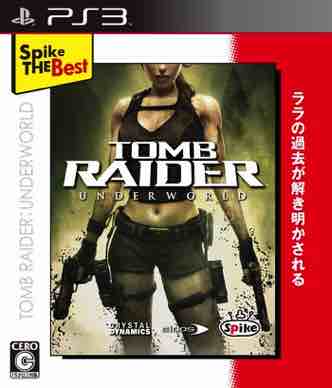 PS3
Spike
THE Best
TOMB RAIDER: UNDERWORLD
TOMB
RAIDER
UNDERWORLD
ララの過去が解き明かされる
CRYSTAL
DYNAMICS
eidos
Spike
CERO
C